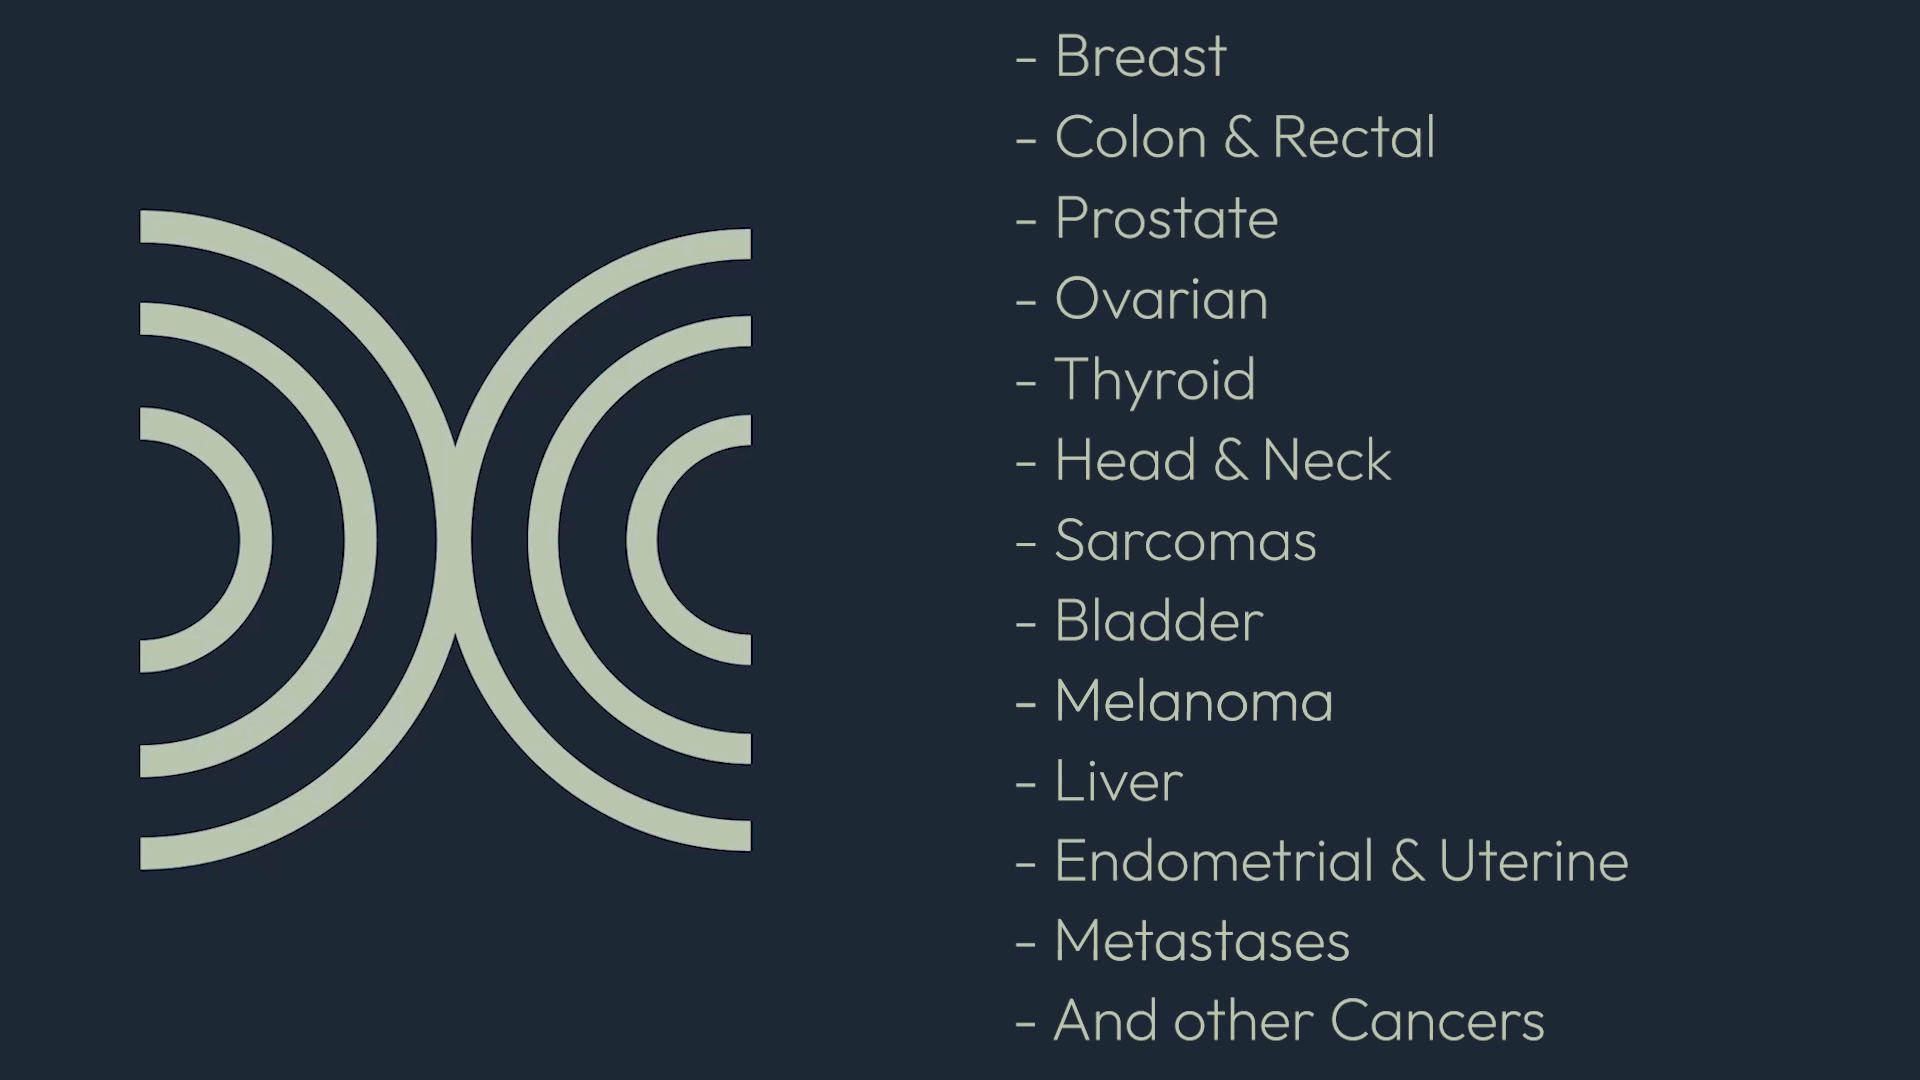 - Breast
- Colon & Rectal
- Prostate
- Ovarian
- Thyroid
- Head & Neck
- Sarcomas
- Bladder
- Melanoma
- Liver
- Endometrial & Uterine
- Metastases
- And other Cancers